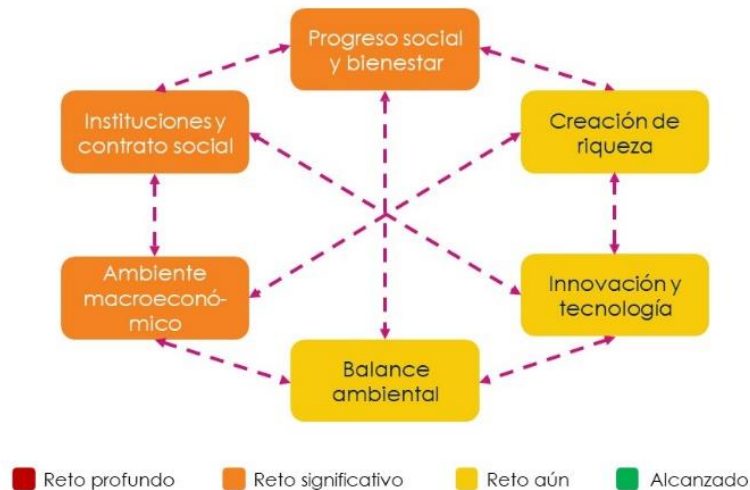 Progreso social
y bienestar
Instituciones y
contrato social
Creación de
riqueza
Ambiente
macroeconó-
mico
Innovación y
tecnología
Balance
ambiental
Reto profundo
Reto significativo
Reto aún
Alcanzado